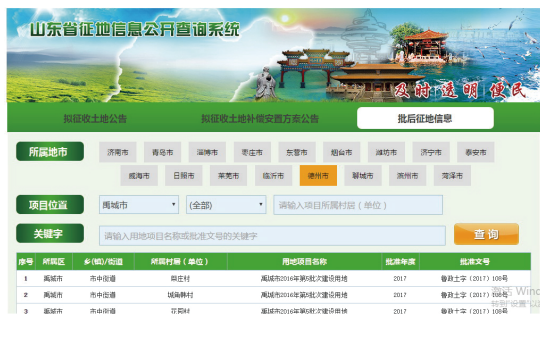 山东省征地信息公开查询系统
及时 透明 便民
拟征收土地公告 拟征收土地补偿安置方案公告 批后征地信息
所属地市 济南市 青岛市 淄博市 枣庄市 东营市 烟台市 潍坊市 济宁市 泰安市
威海市 日照市 莱芜市 临沂市 德州市 聊城市 滨州市 菏泽市
项目位置 禹城市 (全部) 请输入项目所属村居（单位）
关键字 请输入用地项目名称或批准文号的关键字 查 询
序号 所属区 乡(镇)/街道 所属村居（单位） 用地项目名称 批准年度 批准文号
1 禹城市 市中街道 禹城市2016年第5批次建设用地 2017 鲁政土字（2017）108号
2 禹城市 市中街道 城角韩村 禹城市2016年第5批次建设用地 2017 鲁政土字（2017）108号
3 禹城市 市中街道 花园村 禹城市2016年第5批次建设用地 2017 鲁政土字（2017）108号
激活 Wind
转到"设置"以